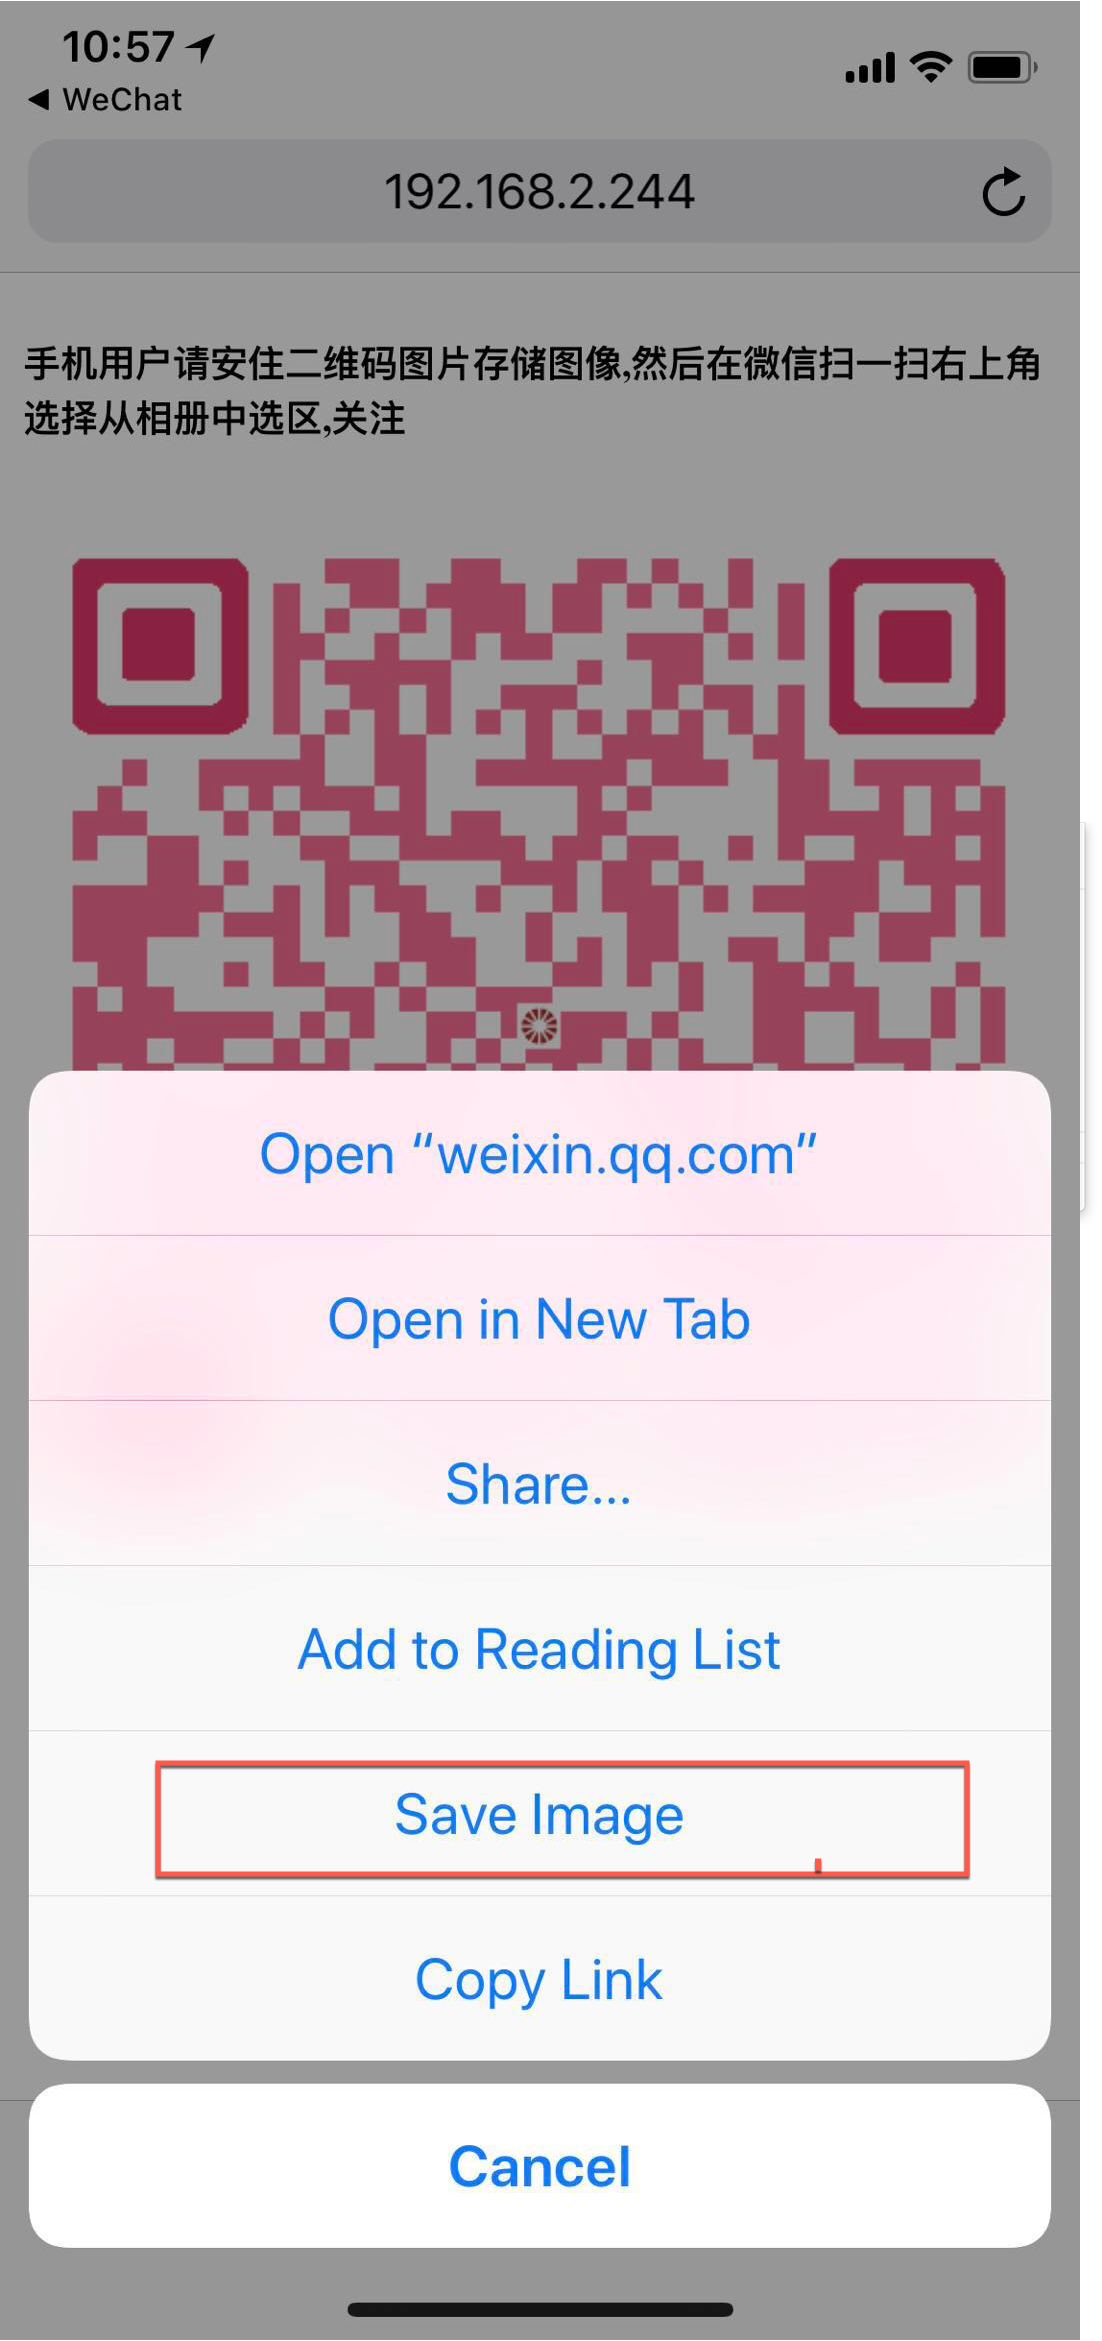 10:57
WeChat
192.168.2.244
手机用户请安住二维码图片存储图像,然后在微信扫一扫右上角
选择从相册中选区,关注
Open “weixin.qq.com”
Open in New Tab
Share...
Add to Reading List
Save Image
Copy Link
Cancel